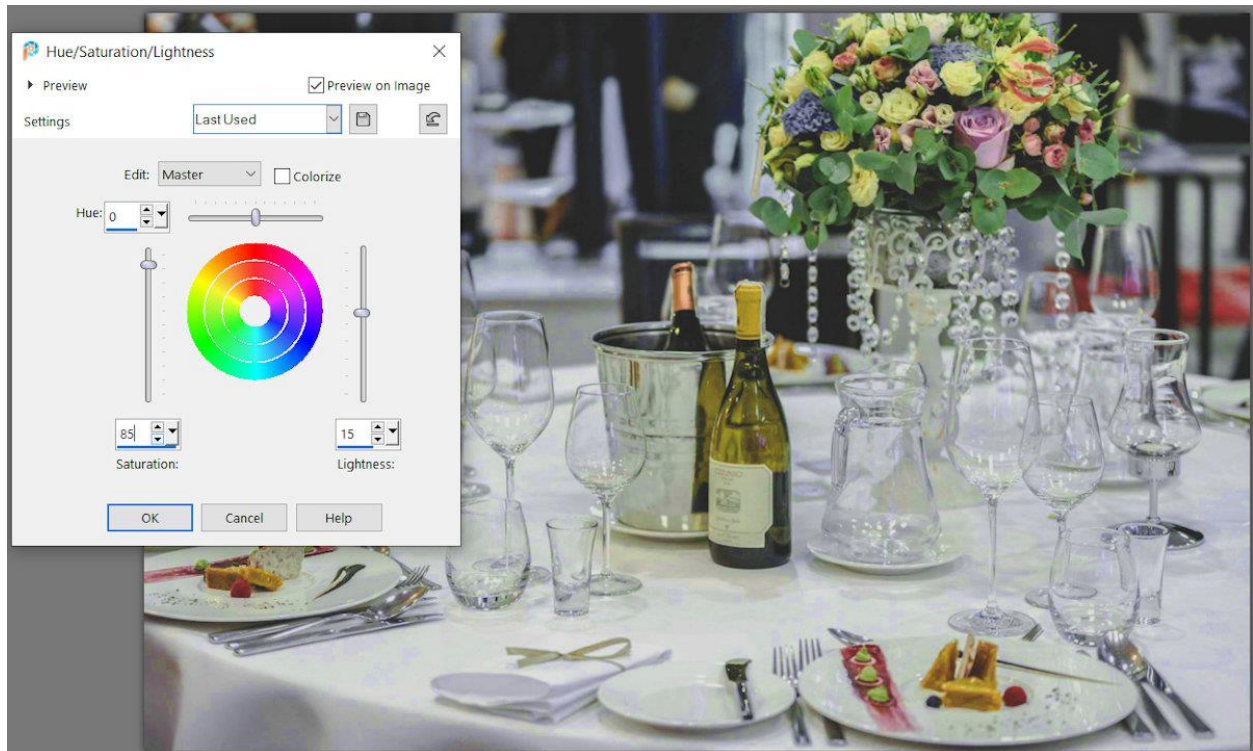 Hue/Saturation/Lightness
Preview
Preview on Image
Settings
Last Used
Edit: Master
Colorize
Hue: 0
85
15
Saturation:
Lightness:
OK
Cancel
Help